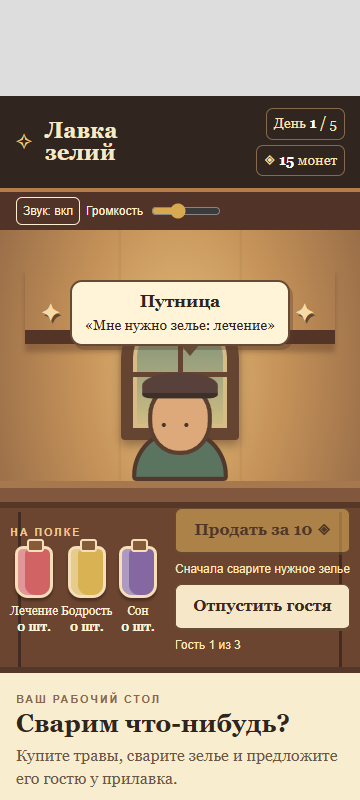 Лавка
зелий
День 1 / 5
15 монет
Звук: вкл Громкость
Путница
«Мне нужно зелье: лечение»
НА ПОЛКЕ
Лечение Бодрость Сон
0 шт. 0 шт. 0 шт.
Продать за 10
Сначала сварите нужное зелье
Отпустить гостя
Гость 1 из 3
ВАШ РАБОЧИЙ СТОЛ
Сварим что-нибудь?
Купите травы, сварите зелье и предложите
его гостю у прилавка.